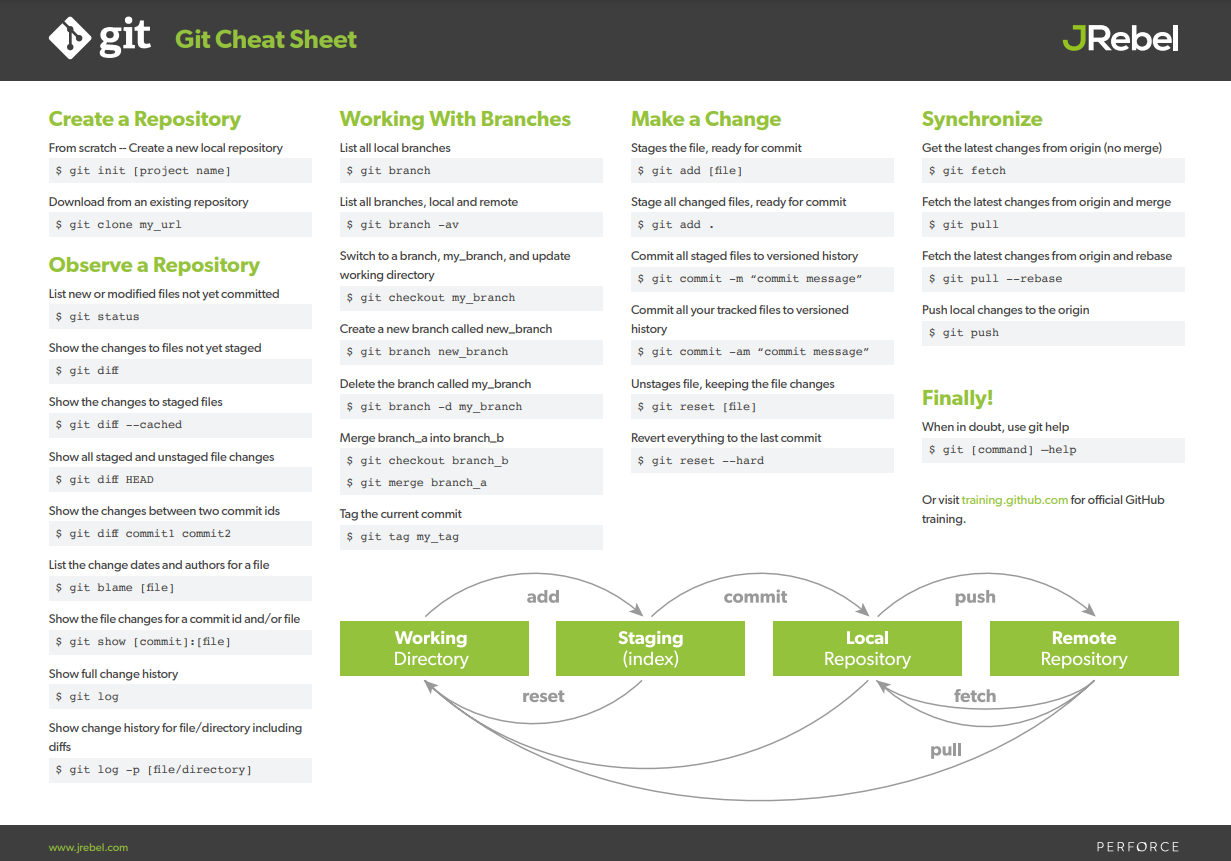 git Git Cheat Sheet JRebel
Create a Repository
From scratch -- Create a new local repository
$ git init [project name]
Download from an existing repository
$ git clone my_url
Observe a Repository
List new or modified files not yet committed
$ git status
Show the changes to files not yet staged
$ git diff
Show the changes to staged files
$ git diff --cached
Show all staged and unstaged file changes
$ git diff HEAD
Show the changes between two commit ids
$ git diff commit1 commit2
List the change dates and authors for a file
$ git blame [file]
Show the file changes for a commit id and/or file
$ git show [commit]:[file]
Show full change history
$ git log
Show change history for file/directory including
diffs
$ git log -p [file/directory]
Working With Branches
List all local branches
$ git branch
List all branches, local and remote
$ git branch -av
Switch to a branch, my_branch, and update
working directory
$ git checkout my_branch
Create a new branch called new_branch
$ git branch new_branch
Delete the branch called my_branch
$ git branch -d my_branch
Merge branch_a into branch_b
$ git checkout branch_b
$ git merge branch_a
Tag the current commit
$ git tag my_tag
Make a Change
Stages the file, ready for commit
$ git add [file]
Stage all changed files, ready for commit
$ git add .
Commit all staged files to versioned history
$ git commit -m “commit message”
Commit all your tracked files to versioned
history
$ git commit -am “commit message”
Unstages file, keeping the file changes
$ git reset [file]
Revert everything to the last commit
$ git reset --hard
Synchronize
Get the latest changes from origin (no merge)
$ git fetch
Fetch the latest changes from origin and merge
$ git pull
Fetch the latest changes from origin and rebase
$ git pull --rebase
Push local changes to the origin
$ git push
Finally!
When in doubt, use git help
$ git [command] —help
Or visit training.github.com for official GitHub
training.
add commit push
Working Directory
Staging (index)
Local Repository
Remote Repository
reset fetch
pull
www.jrebel.com PERFORCE